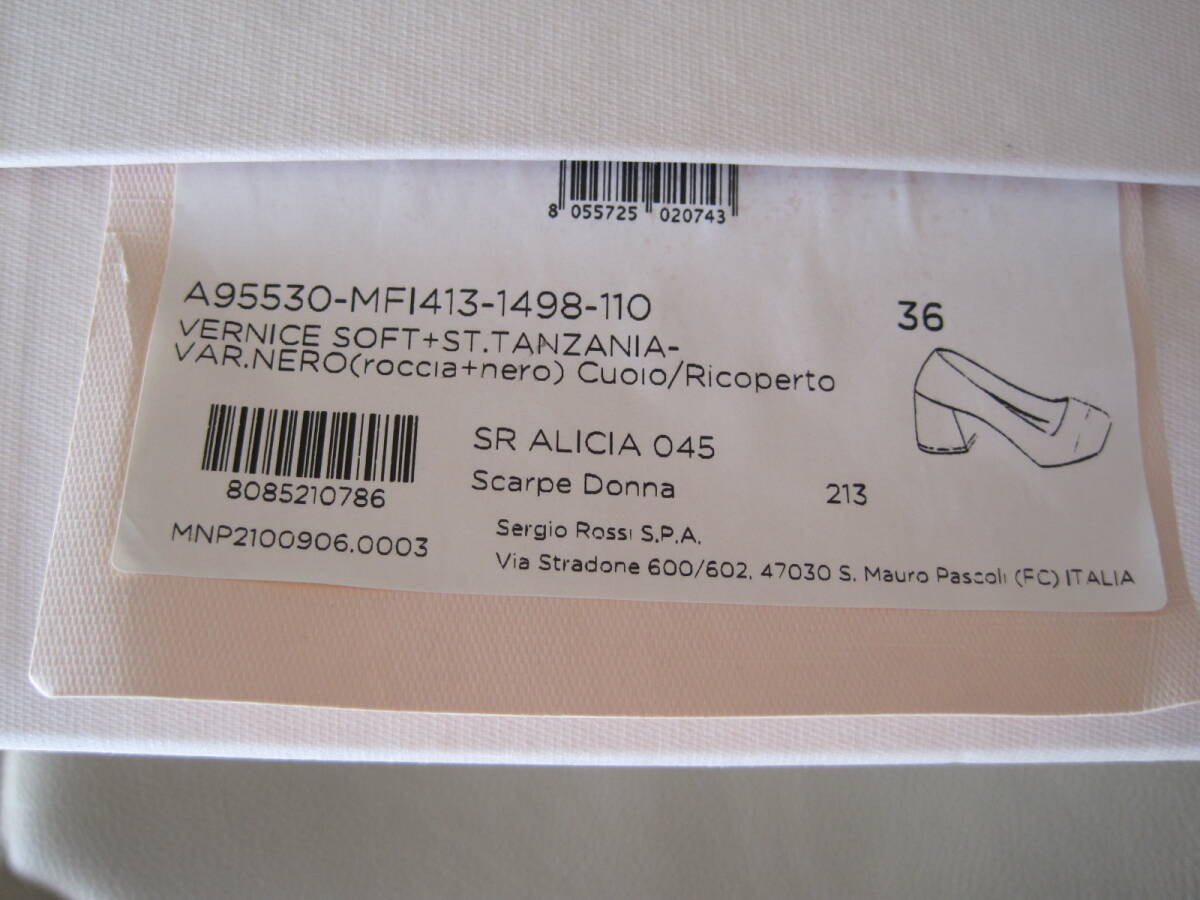 8 055725 020743
A95530-MFI413-1498-110
36
VERNICE SOFT+ST.TANZANIA-
VAR.NERO(roccia+nero) Cuoio/Ricoperto
SR ALICIA 045
8085210786
Scarpe Donna
213
MNP2100906.0003
Sergio Rossi S.P.A.
Via Stradone 600/602, 47030 S. Mauro Pascoli (FC) ITALIA